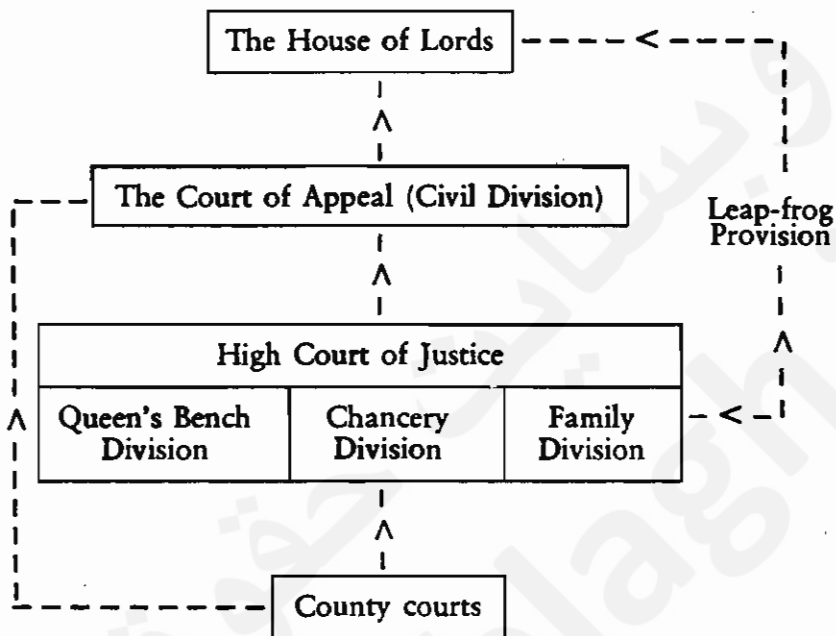 The House of Lords
The Court of Appeal (Civil Division)
Leap-frog
Provision
High Court of Justice
Queen's Bench
Division
Chancery
Division
Family
Division
County courts